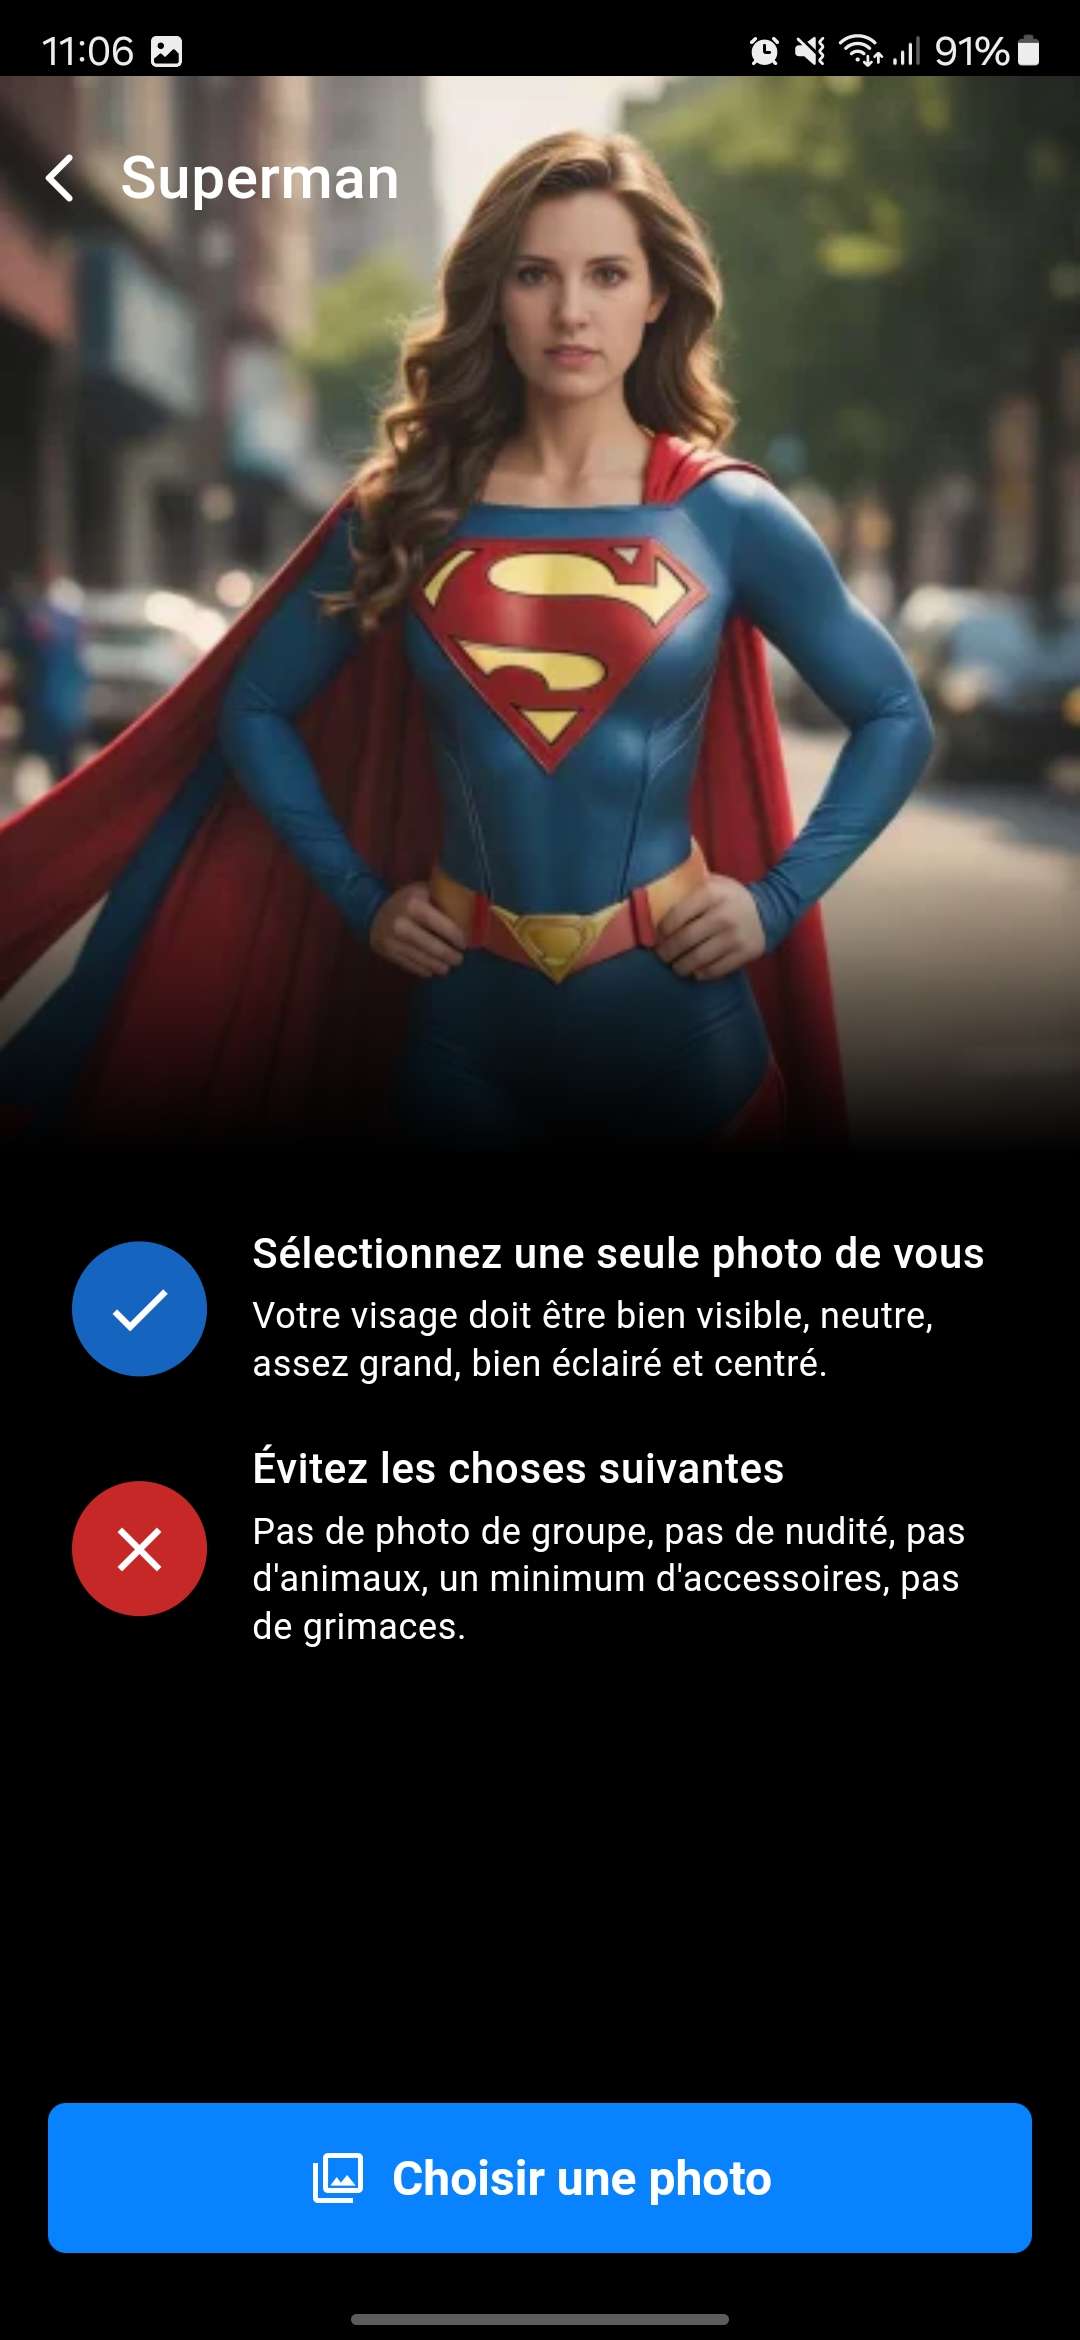 11:06
91%
Superman
S
Sélectionnez une seule photo de vous
Votre visage doit être bien visible, neutre,
assez grand, bien éclairé et centré.
Évitez les choses suivantes
Pas de photo de groupe, pas de nudité, pas
d'animaux, un minimum d'accessoires, pas
de grimaces.
Choisir une photo